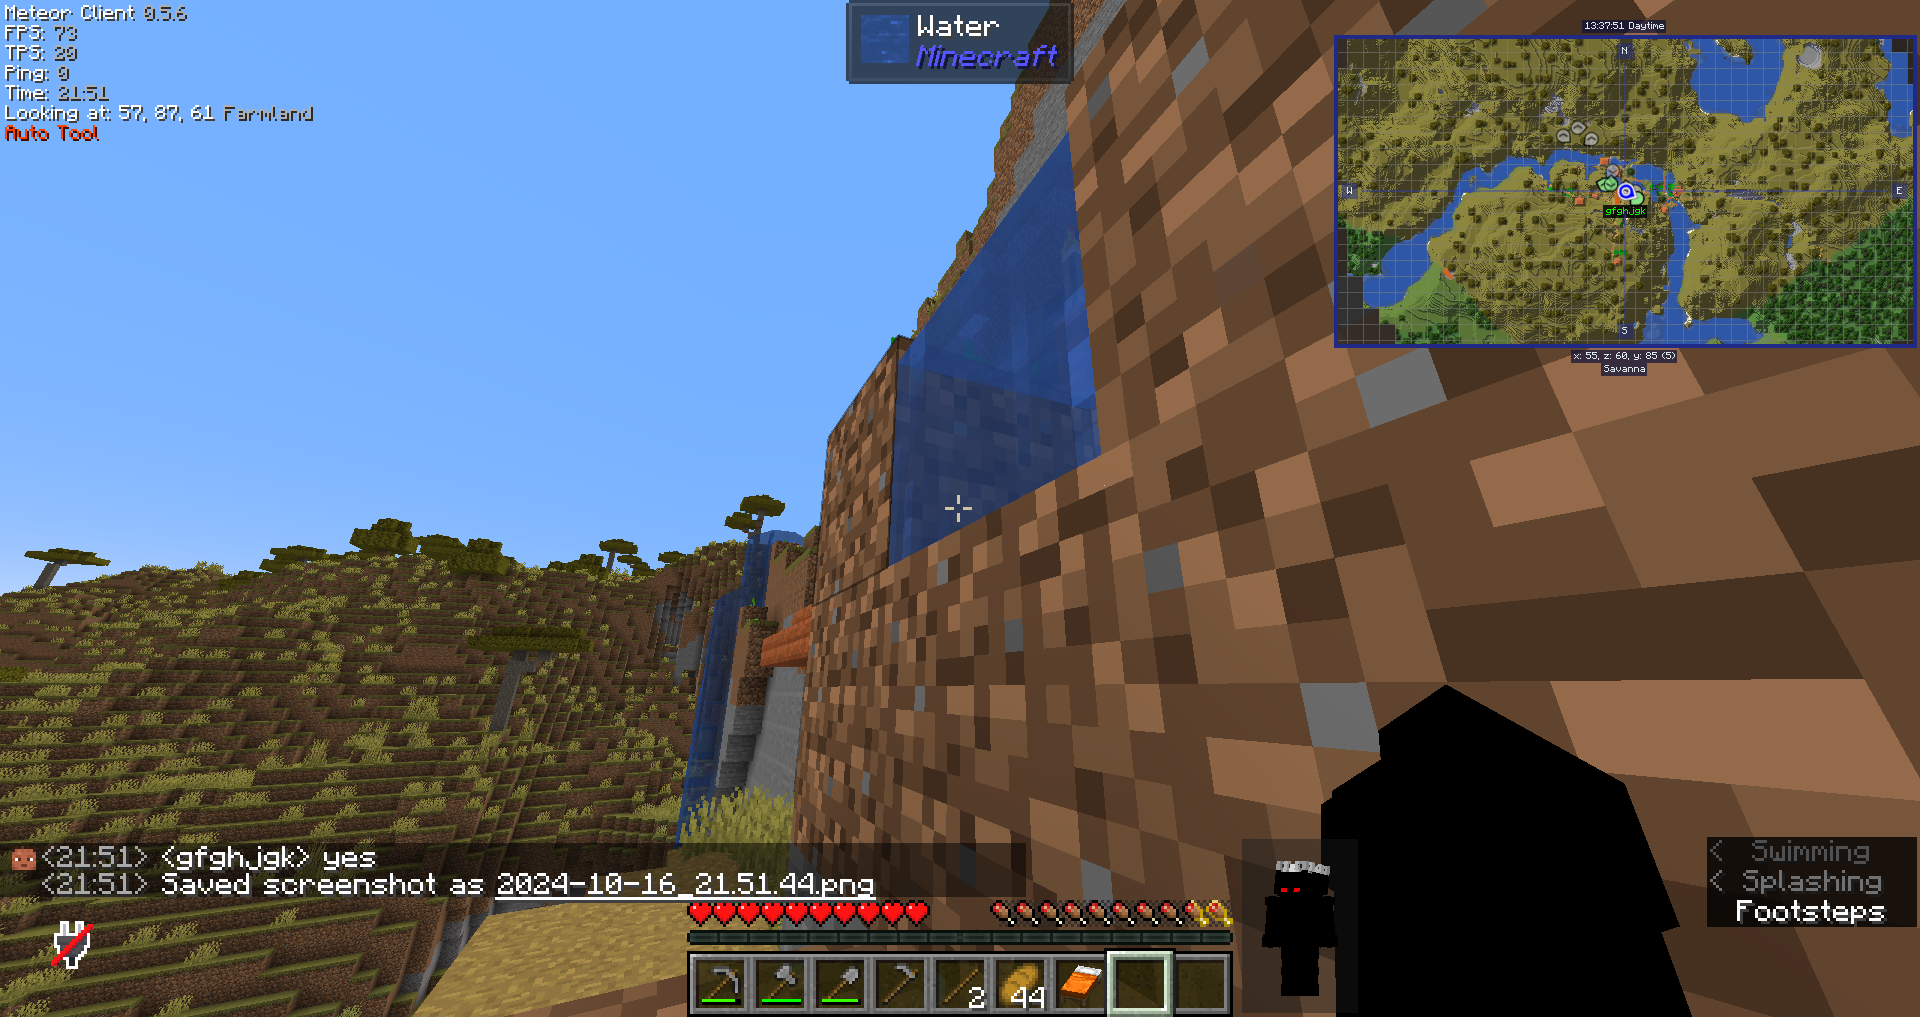 Meteor Client 0.5.6
FPS: 73
TPS: 20
Ping: 0
Time: 21:51
Looking at: 57, 87, 61 Farmland
Auto Tool
Water
Minecraft
13:37:51 Daytime
N
W
E
gfghjgk
S
x: 55, z: 60, y: 85 (5)
Savanna
<21:51> <gfghjgk> yes
<21:51> Saved screenshot as 2024-10-16_21.51.44.png
< Swimming
< Splashing
Footsteps
2
44